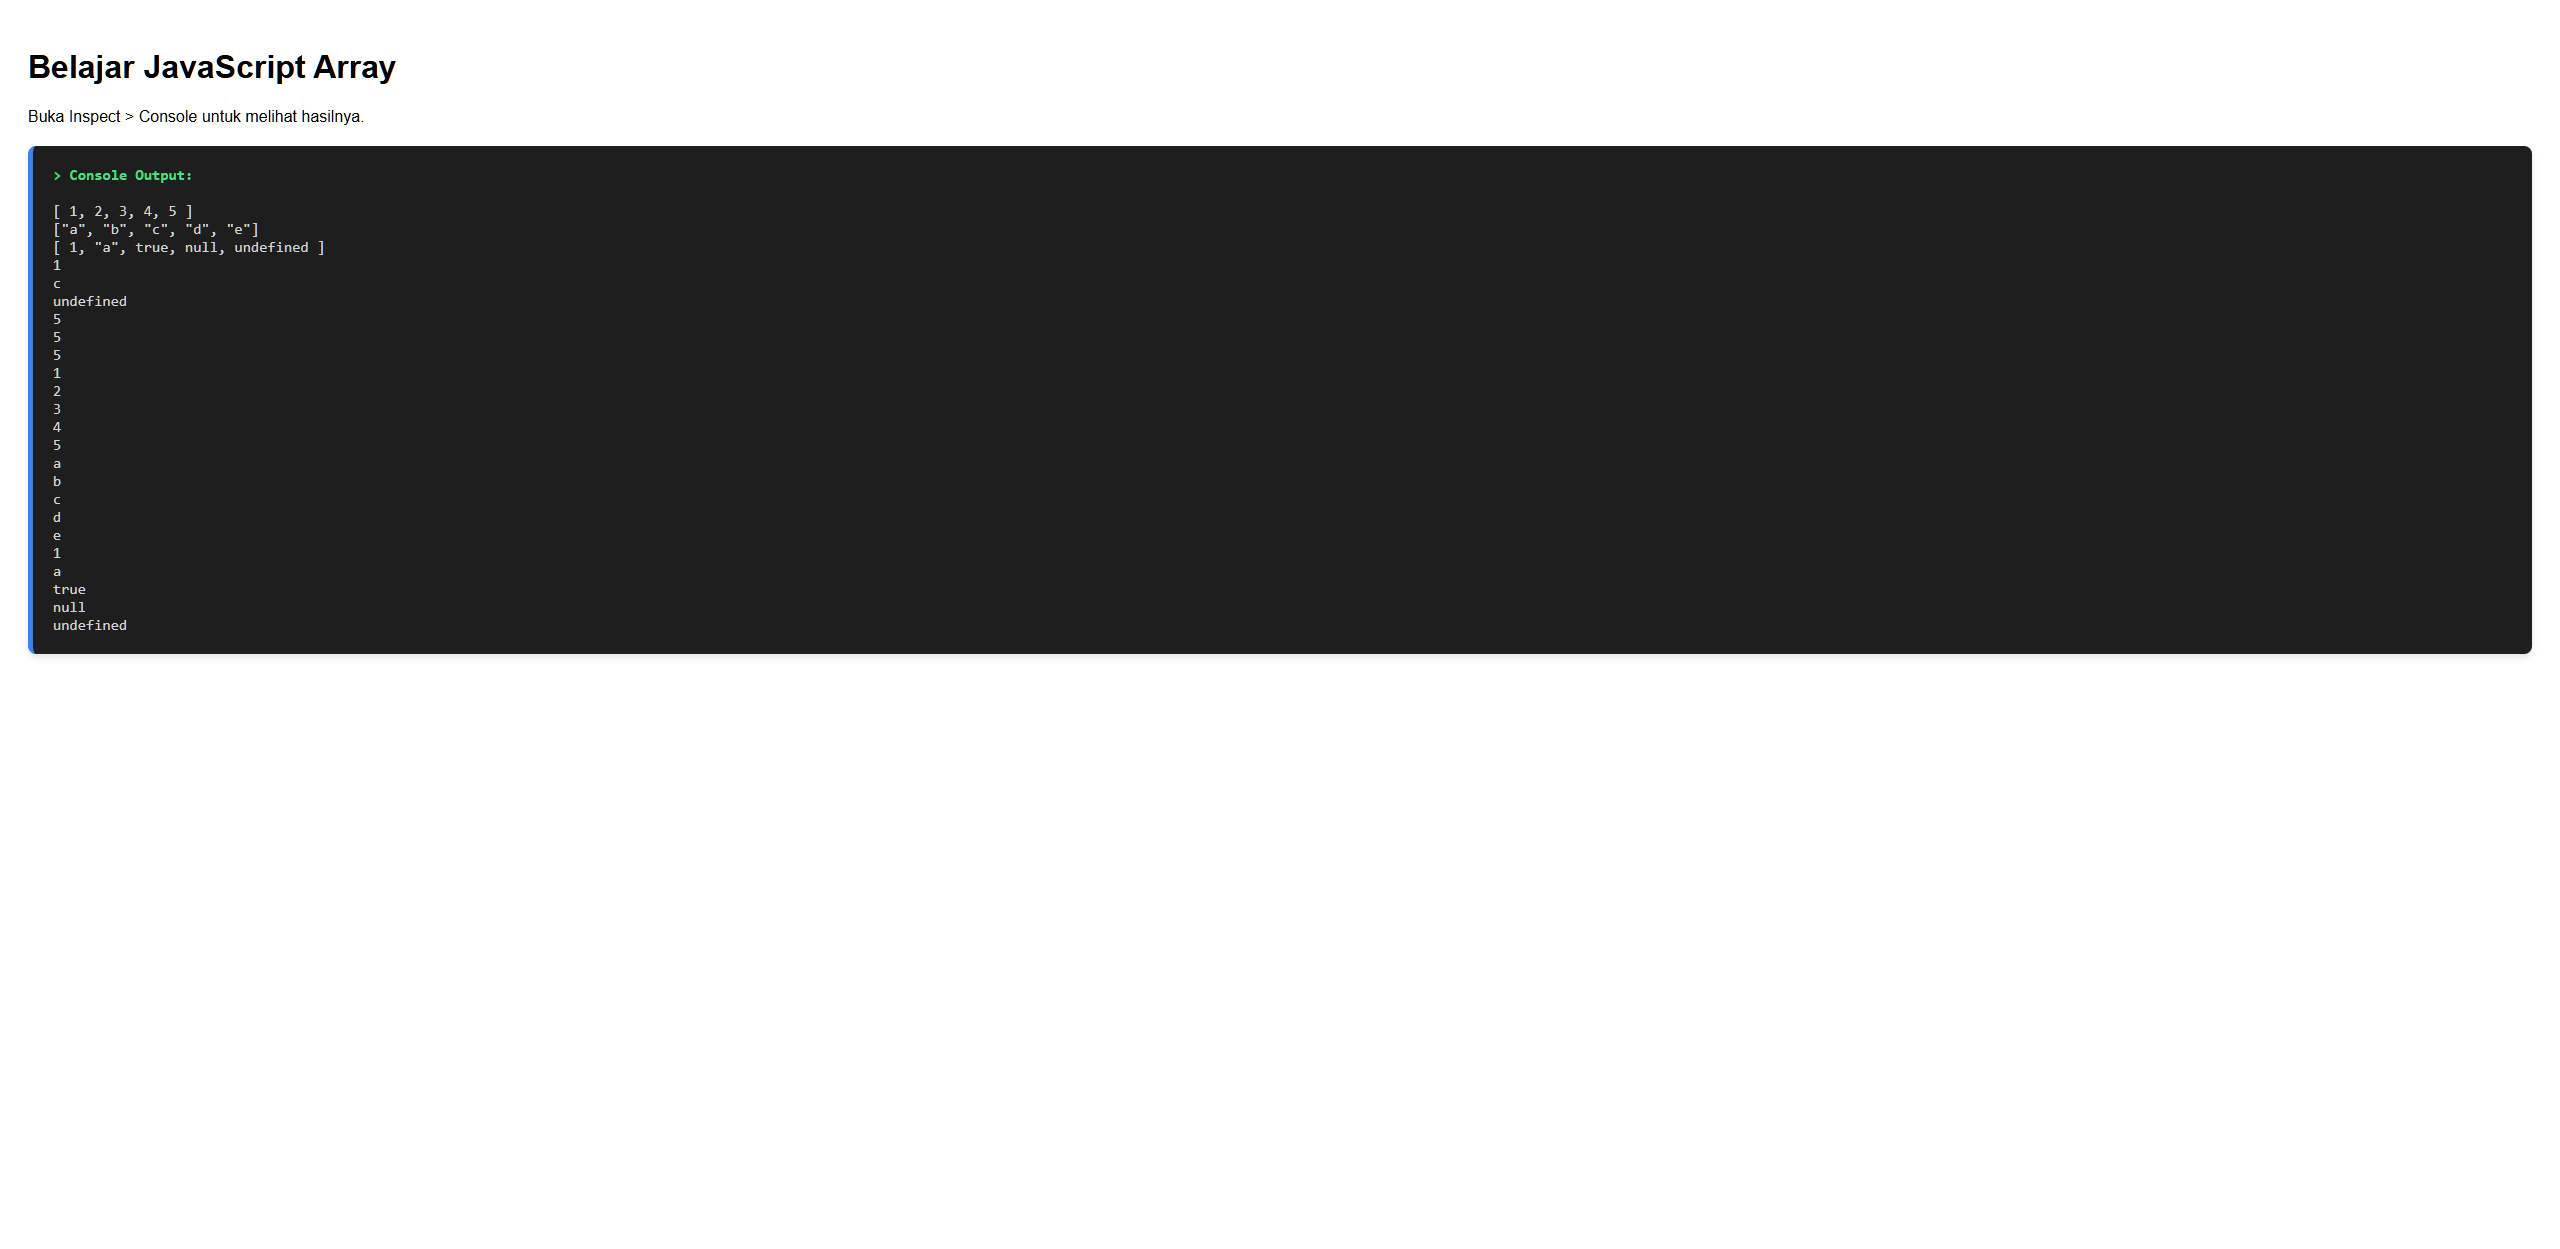 Belajar JavaScript Array
Buka Inspect > Console untuk melihat hasilnya.
> Console Output:
[ 1, 2, 3, 4, 5 ]
["a", "b", "c", "d", "e"]
[ 1, "a", true, null, undefined ]
1
c
undefined
5
5
5
1
2
3
4
5
a
b
c
d
e
1
a
true
null
undefined